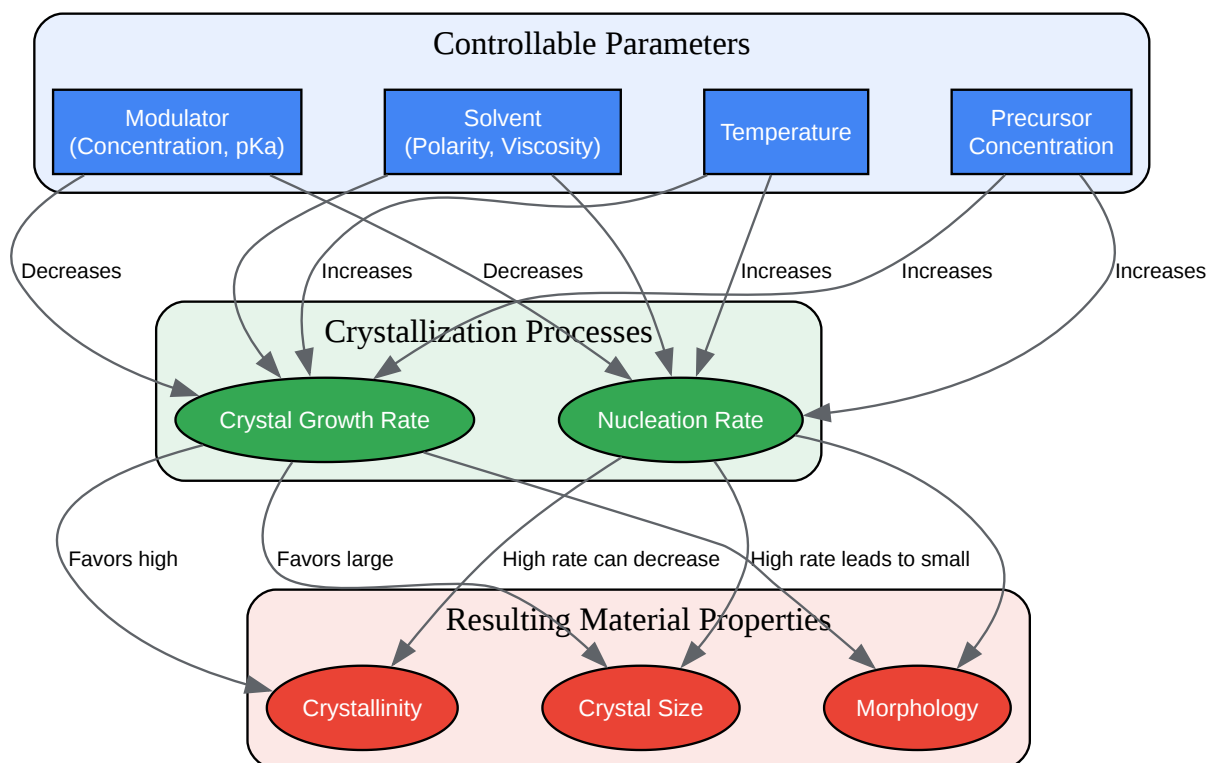 Controllable Parameters
Modulator
(Concentration, pKa)
Solvent
(Polarity, Viscosity)
Temperature
Precursor
Concentration
Decreases
Increases
Decreases
Increases
Increases
Increases
Crystallization Processes
Crystal Growth Rate
Nucleation Rate
Favors high
Favors large
High rate can decrease
High rate leads to small
Resulting Material Properties
Crystallinity
Crystal Size
Morphology